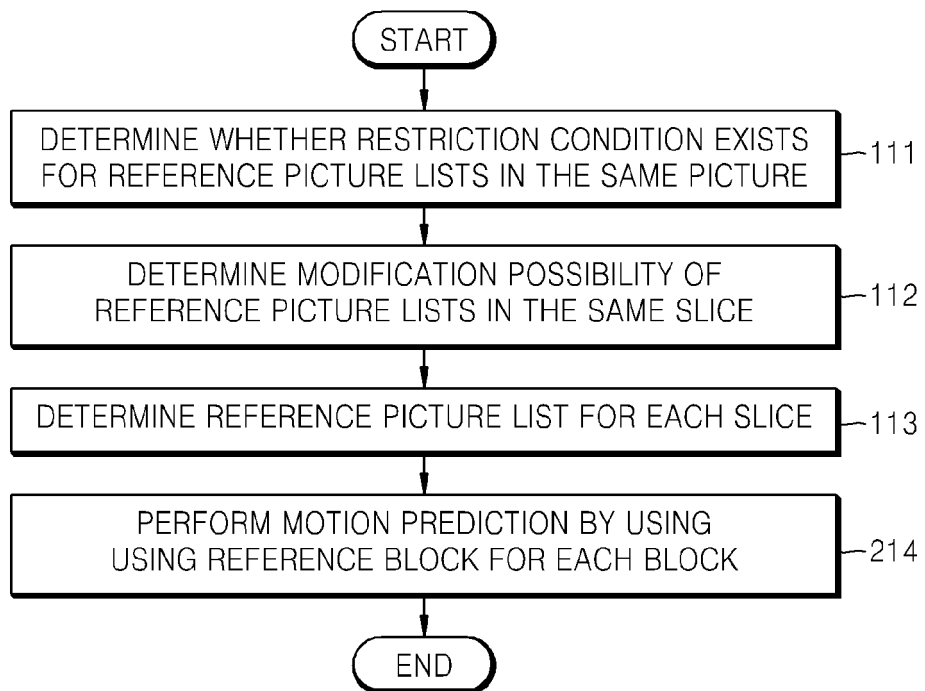 START
DETERMINE WHETHER RESTRICTION CONDITION EXISTS
FOR REFERENCE PICTURE LISTS IN THE SAME PICTURE
111
DETERMINE MODIFICATION POSSIBILITY OF
REFERENCE PICTURE LISTS IN THE SAME SLICE
112
DETERMINE REFERENCE PICTURE LIST FOR EACH SLICE
113
PERFORM MOTION PREDICTION BY USING
USING REFERENCE BLOCK FOR EACH BLOCK
214
END